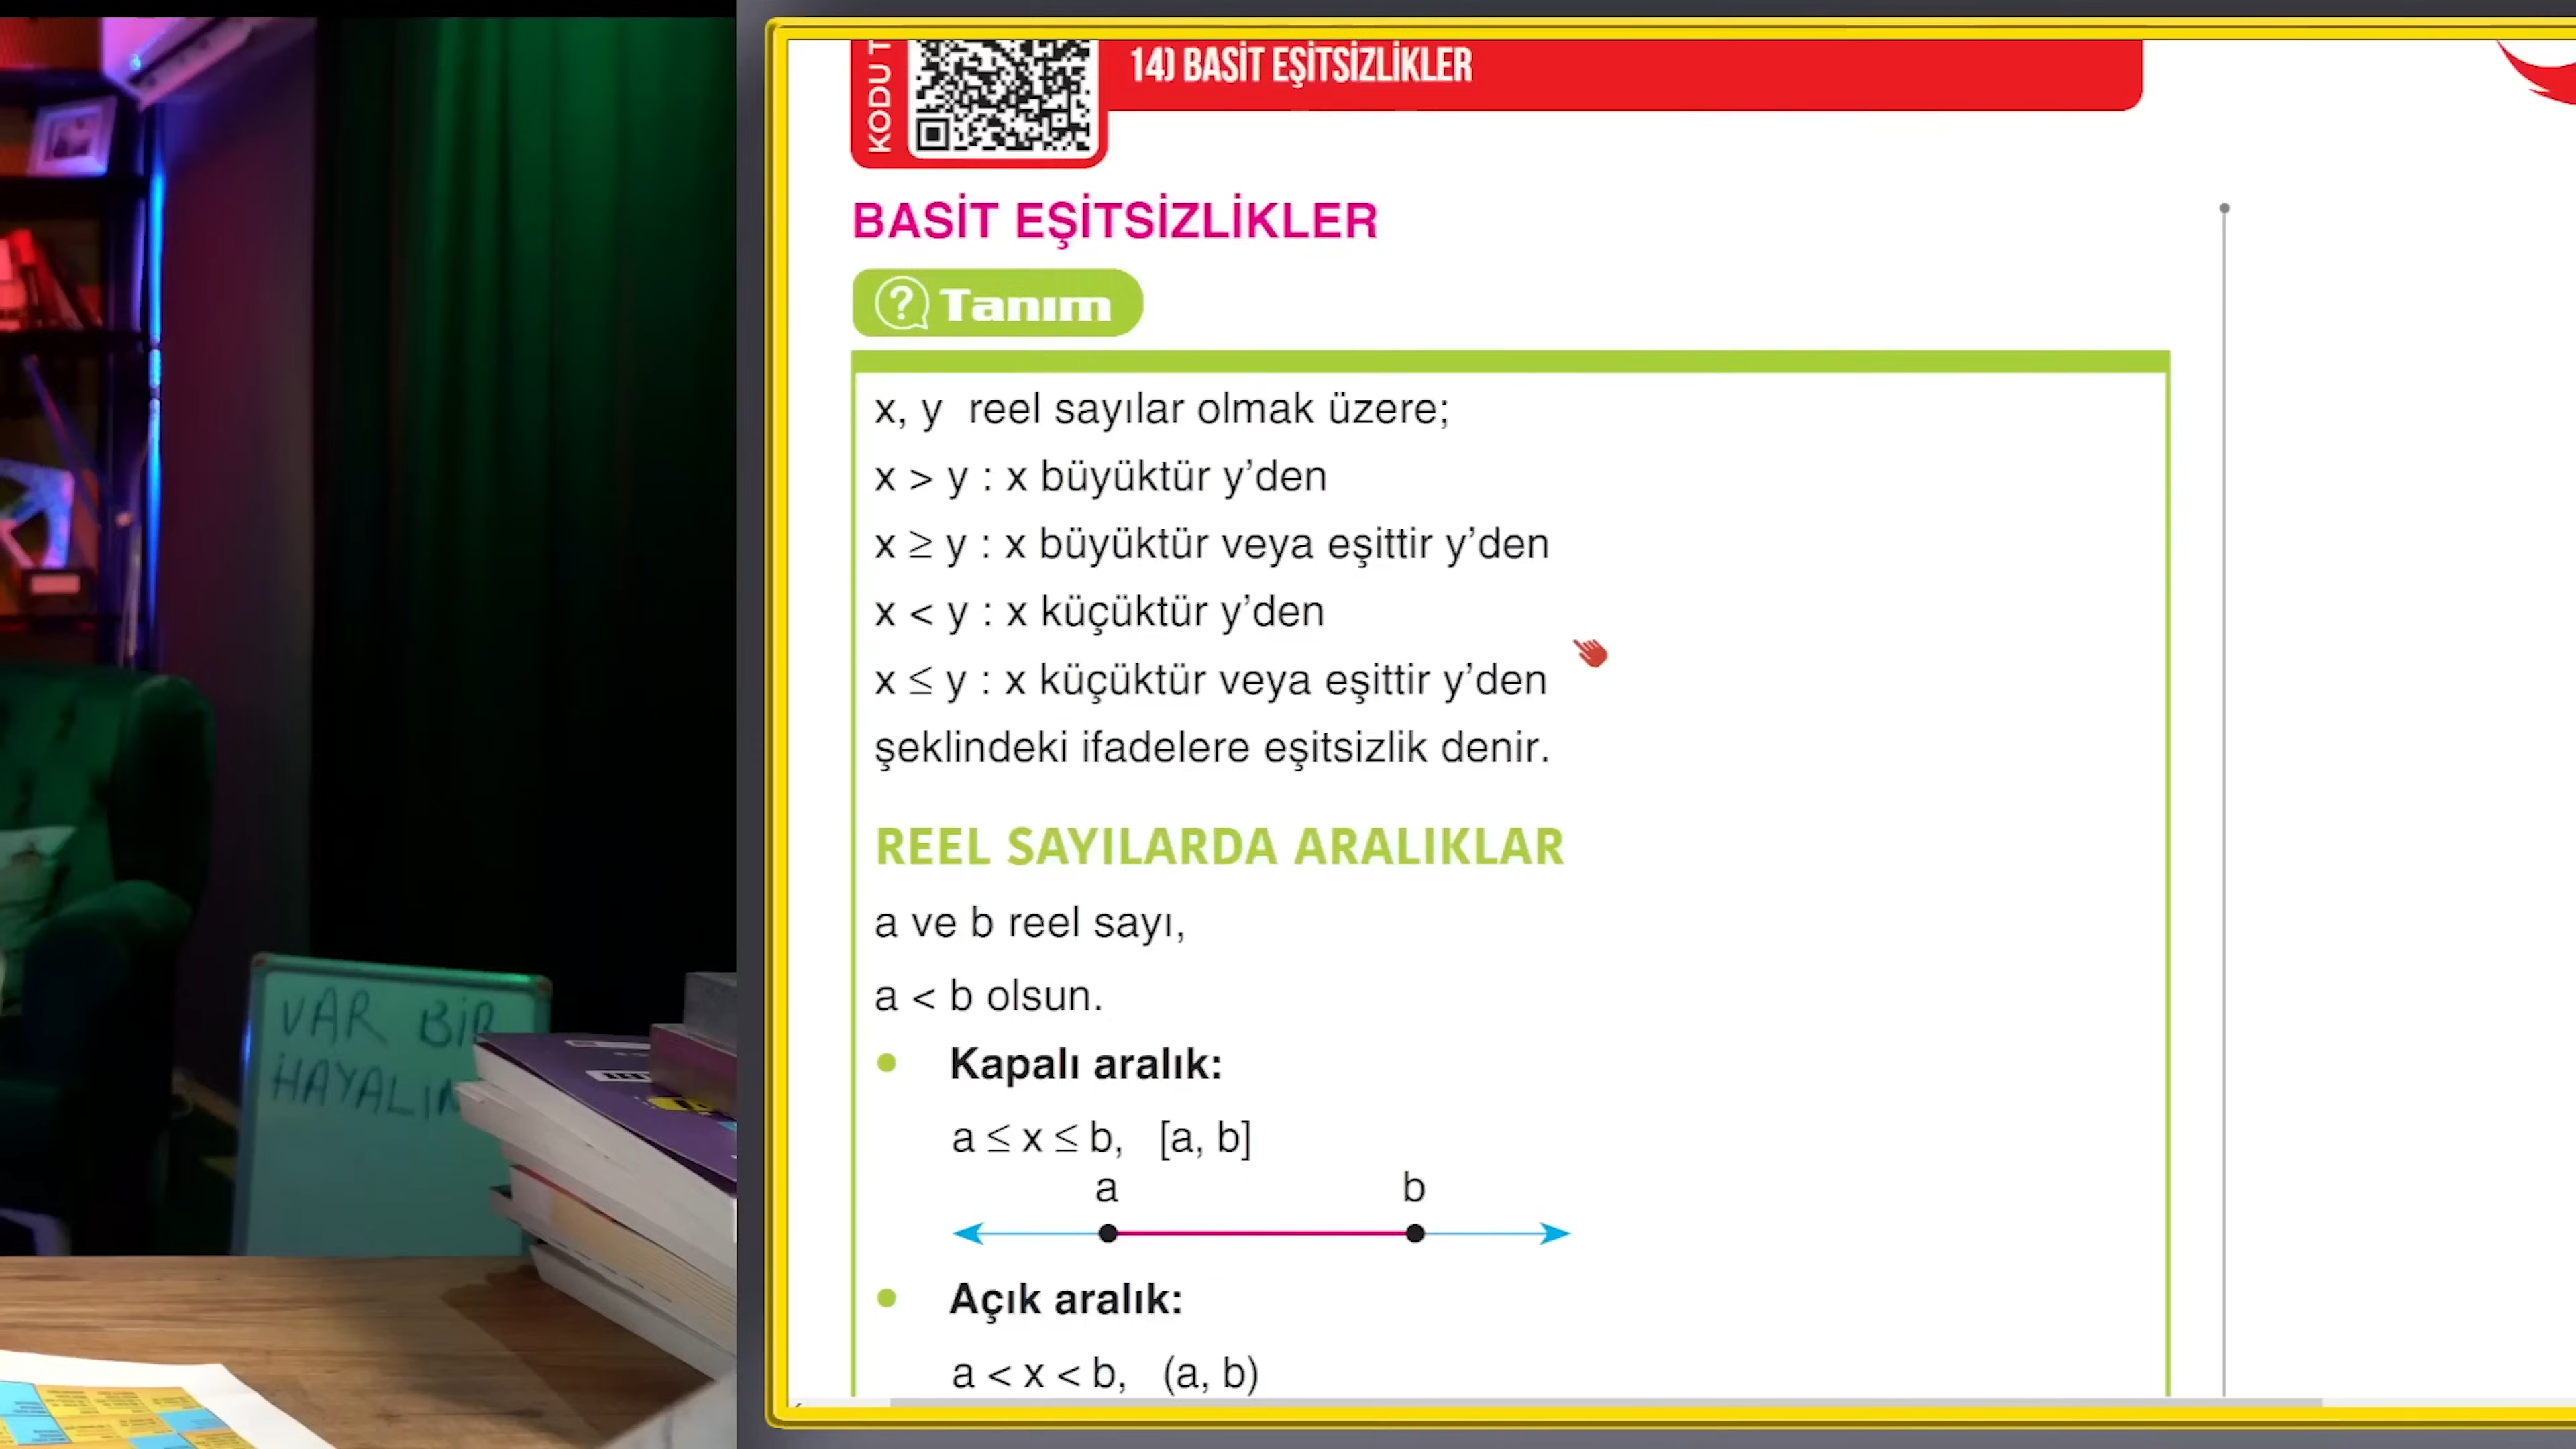 KODU T
14) BASİT EŞİTSİZLİKLER
BASİT EŞİTSİZLİKLER
? Tanım
x, y reel sayılar olmak üzere;
x > y : x büyüktür y’den
x ≥ y : x büyüktür veya eşittir y’den
x < y : x küçüktür y’den
x ≤ y : x küçüktür veya eşittir y’den
şeklindeki ifadelere eşitsizlik denir.
REEL SAYILARDA ARALIKLAR
a ve b reel sayı,
a < b olsun.
• Kapalı aralık:
a ≤ x ≤ b, [a, b]
a b
• Açık aralık:
a < x < b, (a, b)
VAR BİR
HAYALİM